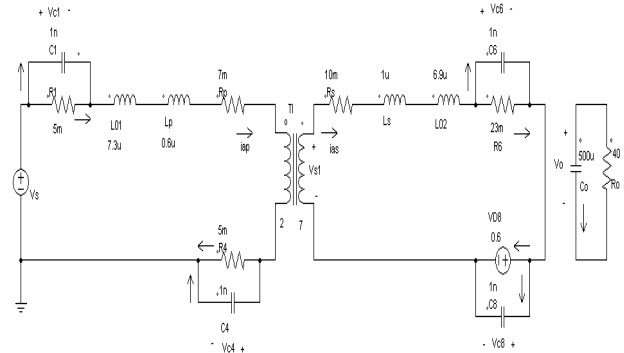 + Vc1 -
1n
C1
R1
5m
L01
7.3u
Lp
0.6u
7m
Rp
iap
Vs
5m
R4
1n
C4
- Vc4 +
TI
2 7
+
Vs1
-
10m
Rs
ias
1u
Ls
6.9u
L02
+ Vc6 -
1n
C6
23m
R6
VD8
0.6
1n
C8
- Vc8 +
+
Vo
-
500u
Co
40
Ro